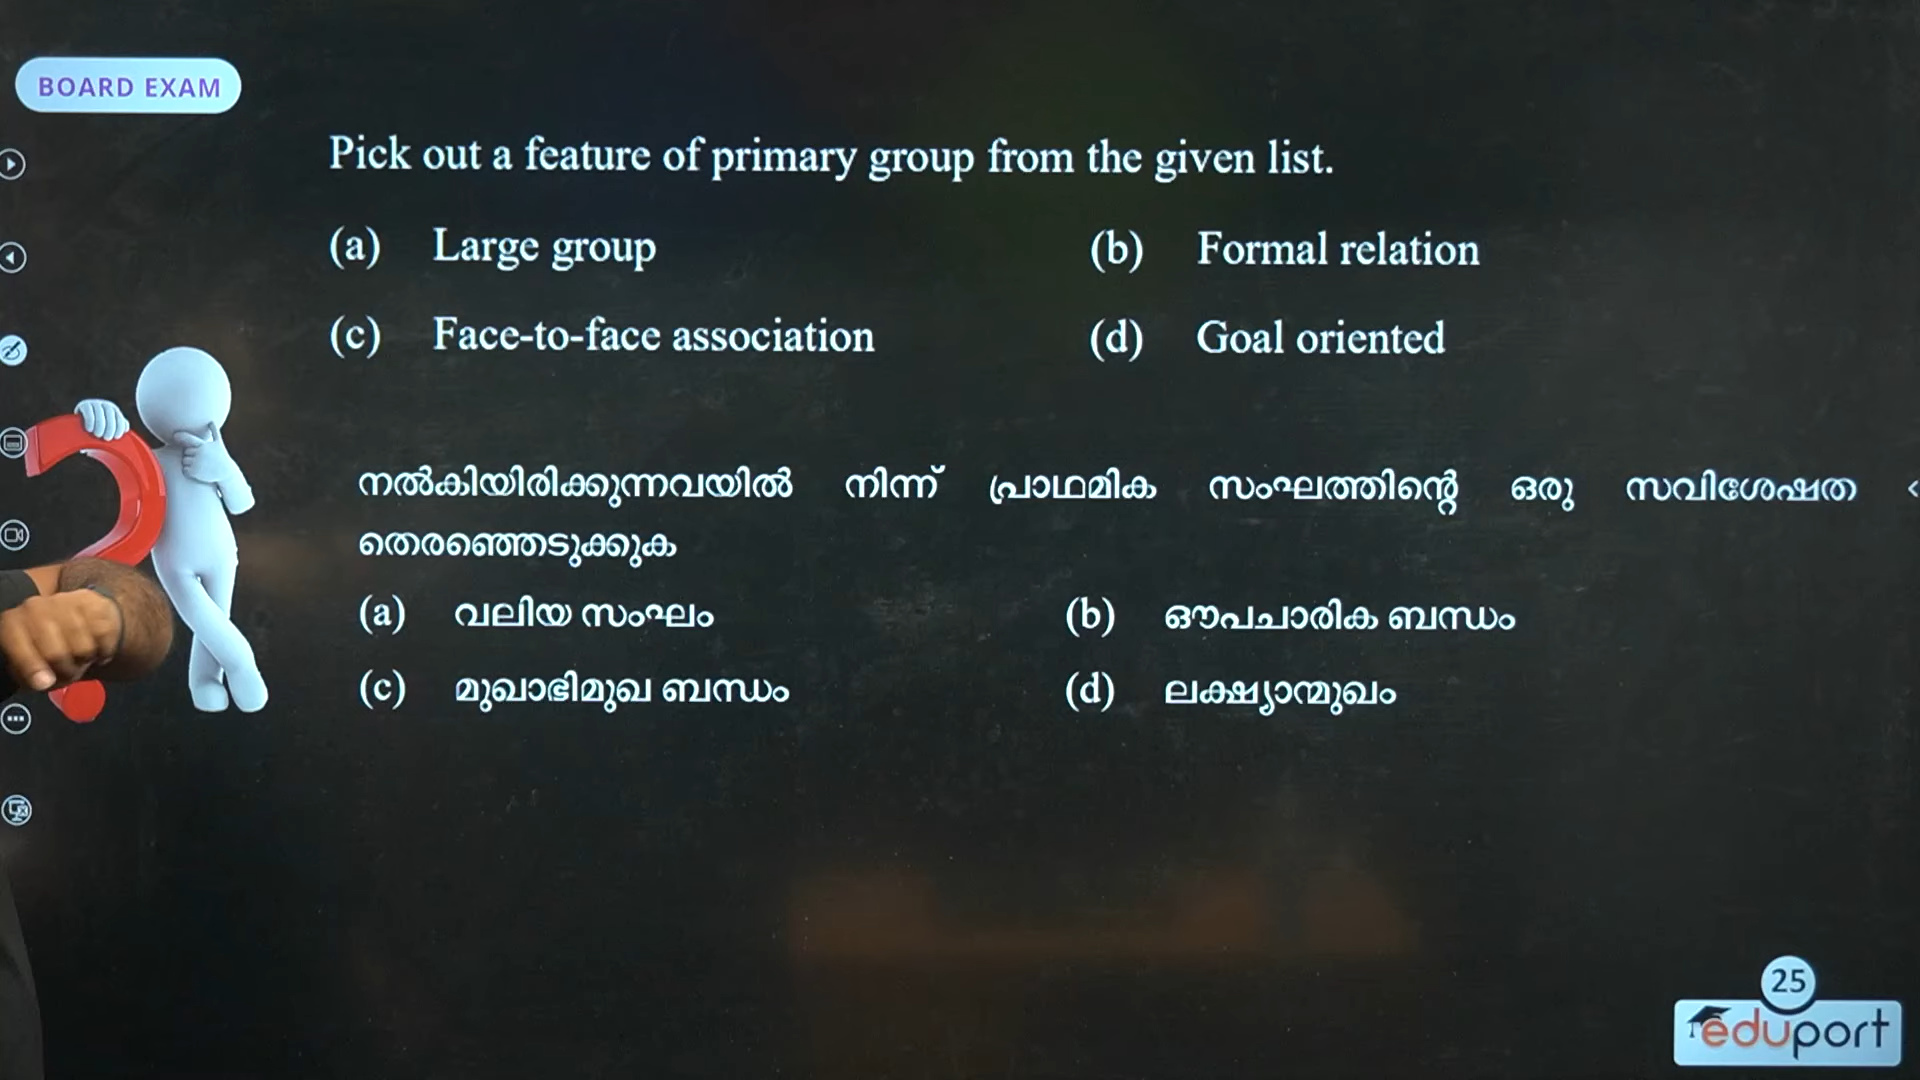 BOARD EXAM
Pick out a feature of primary group from the given list.
(a) Large group (b) Formal relation
(c) Face-to-face association (d) Goal oriented
നൽകിയിരിക്കുന്നവയിൽ നിന്ന് പ്രാഥമിക സംഘത്തിന്റെ ഒരു സവിശേഷത
തെരഞ്ഞെടുക്കുക
(a) വലിയ സംഘം (b) ഔപചാരിക ബന്ധം
(c) മുഖാഭിമുഖ ബന്ധം (d) ലക്ഷ്യോന്മുഖം
25
eduport